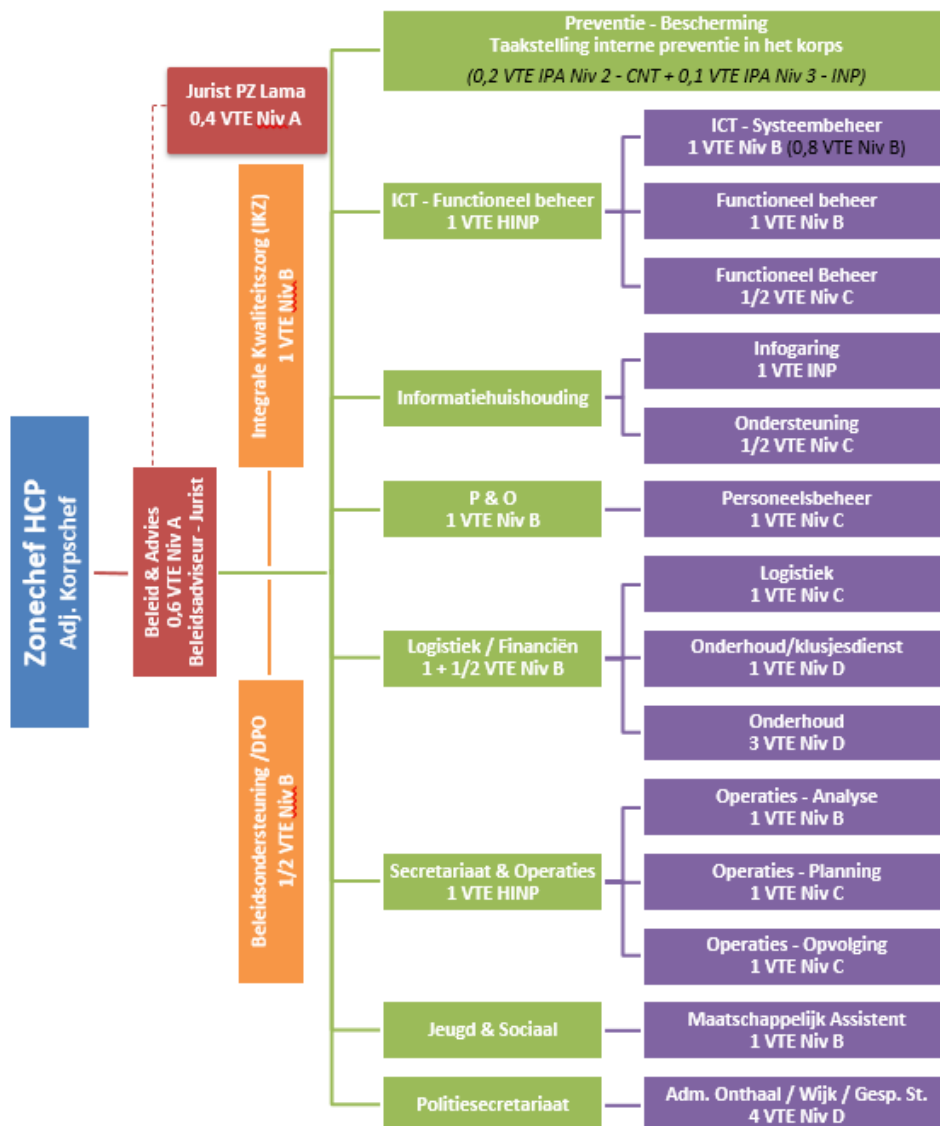 Preventie - Bescherming
Taakstelling interne preventie in het korps
(0,2 VTE IPA Niv 2 - CNT + 0,1 VTE IPA Niv 3 - INP)
Jurist PZ Lama
0,4 VTE Niv A
Integrale Kwaliteitszorg (IKZ)
1 VTE Niv B
Zonechef HCP
Adj. Korpschef
Beleid & Advies
0,6 VTE Niv A
Beleidsadviseur - Jurist
Beleidsondersteuning /DPO
1/2 VTE Niv B
ICT - Functioneel beheer
1 VTE HINP
ICT - Systeembeheer
1 VTE Niv B (0,8 VTE Niv B)
Functioneel beheer
1 VTE Niv B
Functioneel Beheer
1/2 VTE Niv C
Informatiehuishouding
Infogaring
1 VTE INP
Ondersteuning
1/2 VTE Niv C
P & O
1 VTE Niv B
Personeelsbeheer
1 VTE Niv C
Logistiek / Financiën
1 + 1/2 VTE Niv B
Logistiek
1 VTE Niv C
Onderhoud/klusjesdienst
1 VTE Niv D
Onderhoud
3 VTE Niv D
Secretariaat & Operaties
1 VTE HINP
Operaties - Analyse
1 VTE Niv B
Operaties - Planning
1 VTE Niv C
Operaties - Opvolging
1 VTE Niv C
Jeugd & Sociaal
Maatschappelijk Assistent
1 VTE Niv B
Politiesecretariaat
Adm. Onthaal / Wijk / Gesp. St.
4 VTE Niv D